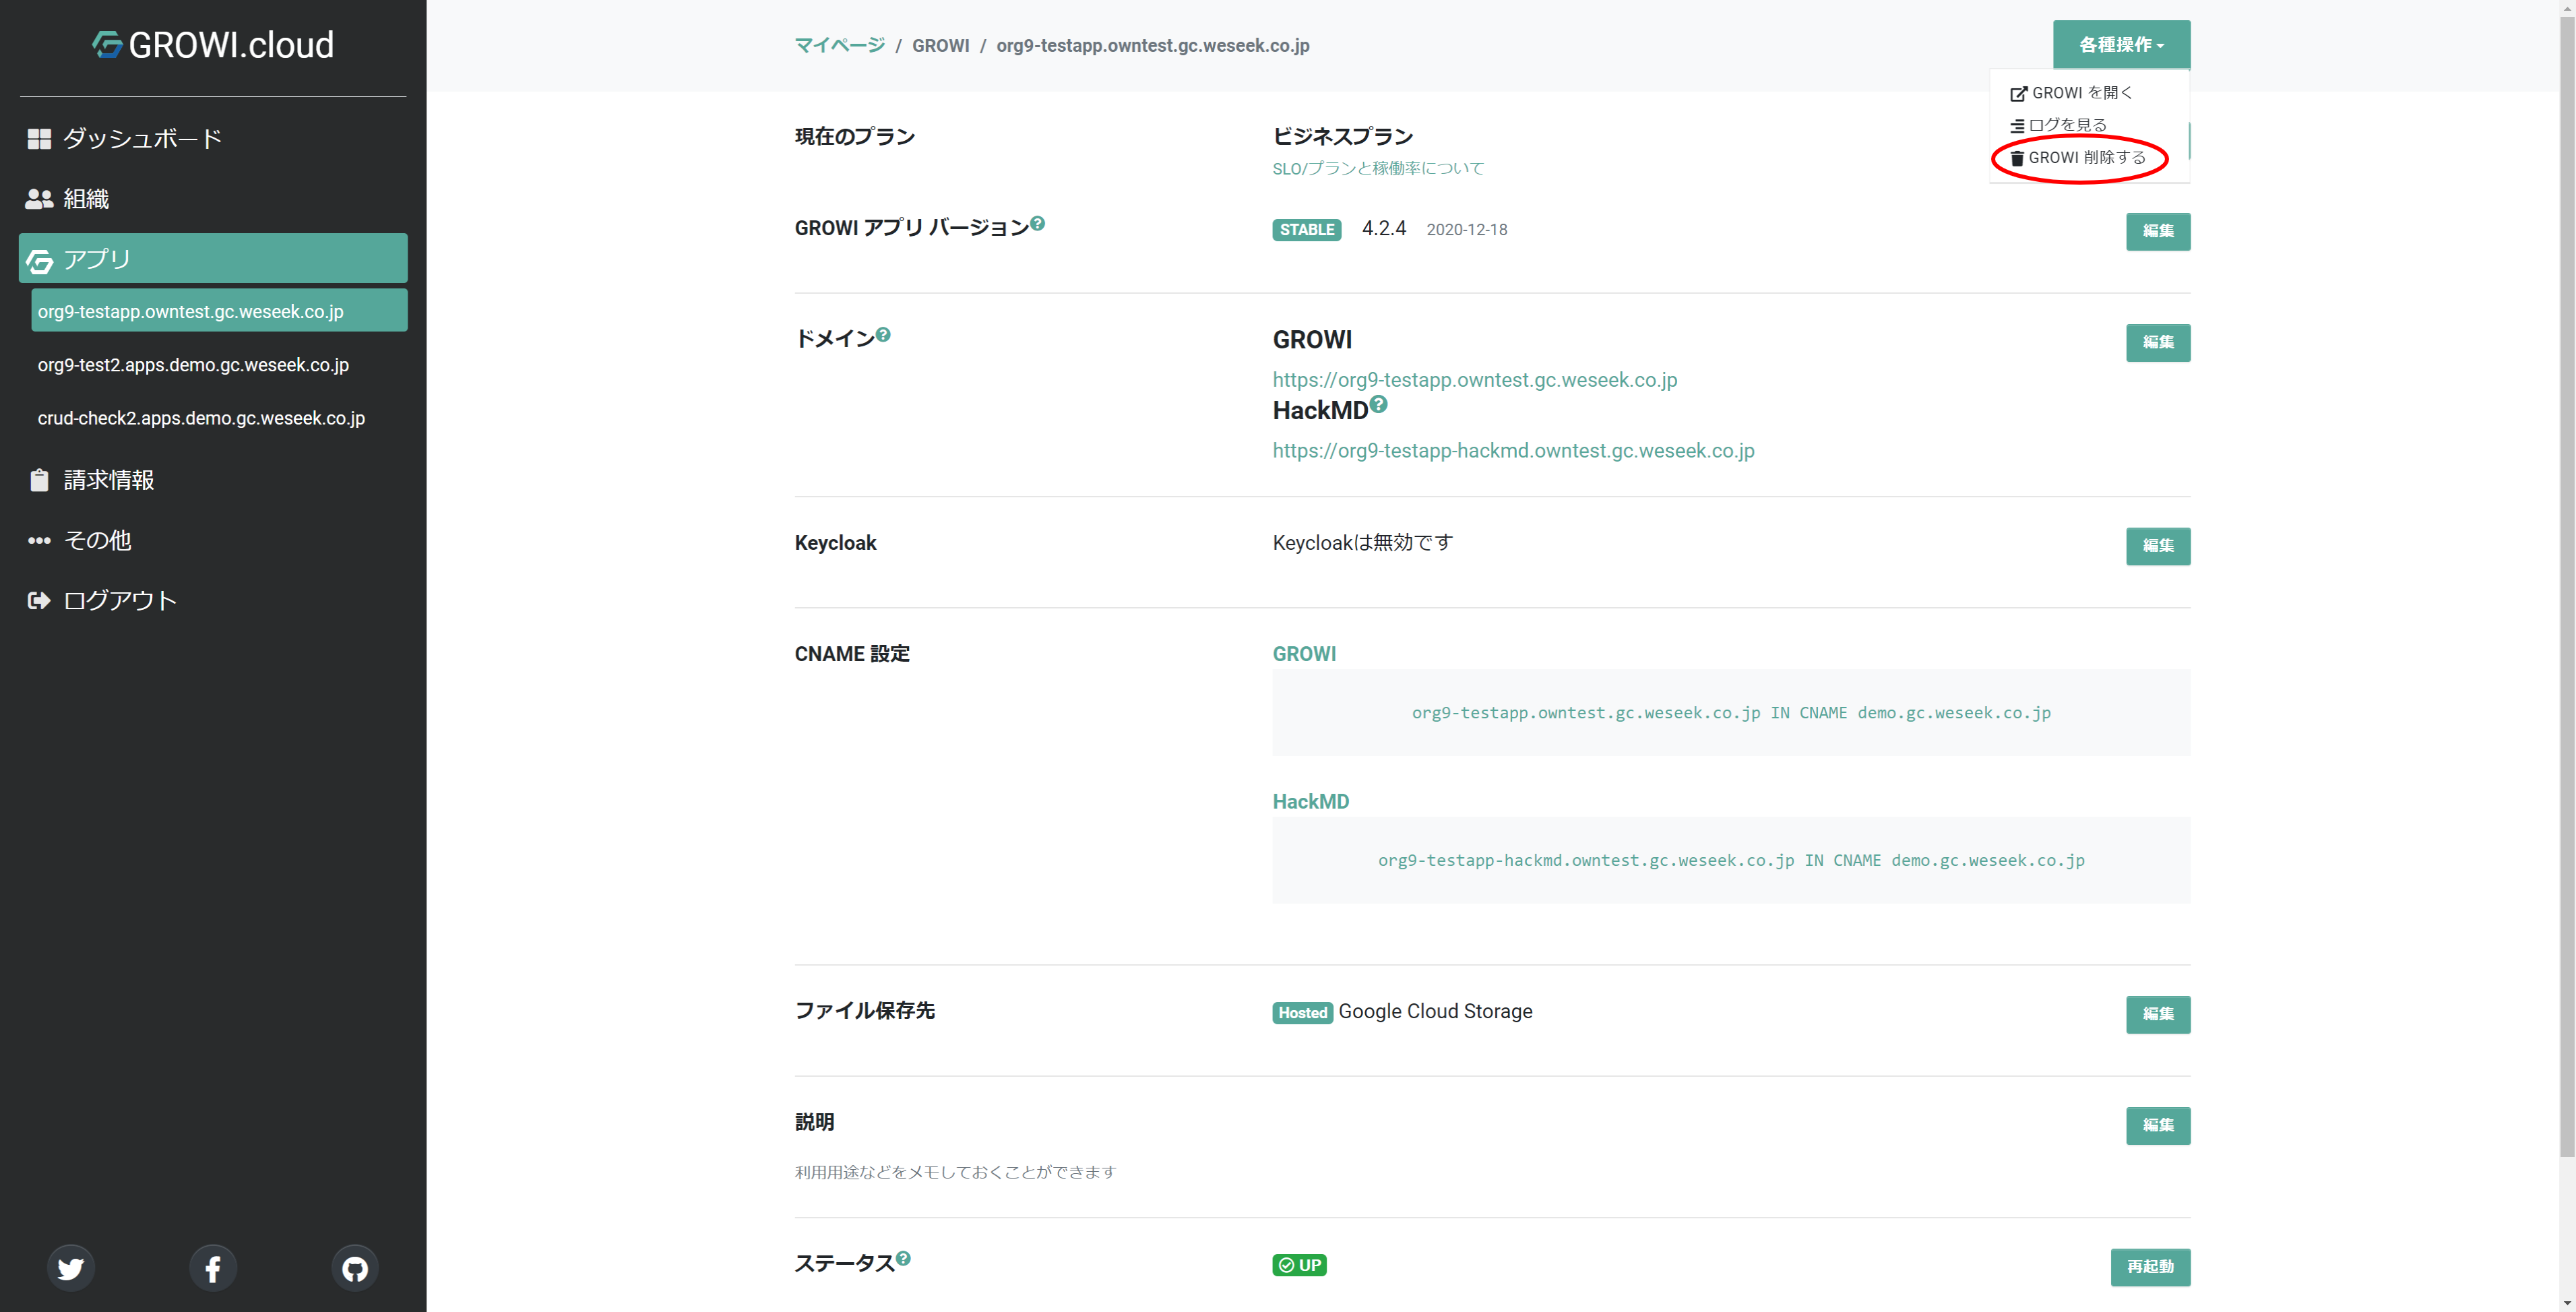 GROWI.cloud
ダッシュボード
組織
アプリ
org9-testapp.owntest.gc.weseek.co.jp
org9-test2.apps.demo.gc.weseek.co.jp
crud-check2.apps.demo.gc.weseek.co.jp
請求情報
その他
ログアウト
マイページ / GROWI / org9-testapp.owntest.gc.weseek.co.jp
各種操作
GROWI を開く
ログを見る
GROWI 削除する
現在のプラン
ビジネスプラン
SLO/プランと稼働率について
GROWI アプリ バージョン
STABLE 4.2.4 2020-12-18
編集
ドメイン
GROWI
編集
https://org9-testapp.owntest.gc.weseek.co.jp
HackMD
https://org9-testapp-hackmd.owntest.gc.weseek.co.jp
Keycloak
Keycloakは無効です
編集
CNAME 設定
GROWI
org9-testapp.owntest.gc.weseek.co.jp IN CNAME demo.gc.weseek.co.jp
HackMD
org9-testapp-hackmd.owntest.gc.weseek.co.jp IN CNAME demo.gc.weseek.co.jp
ファイル保存先
Hosted Google Cloud Storage
編集
説明
編集
利用用途などをメモしておくことができます
ステータス
UP
再起動